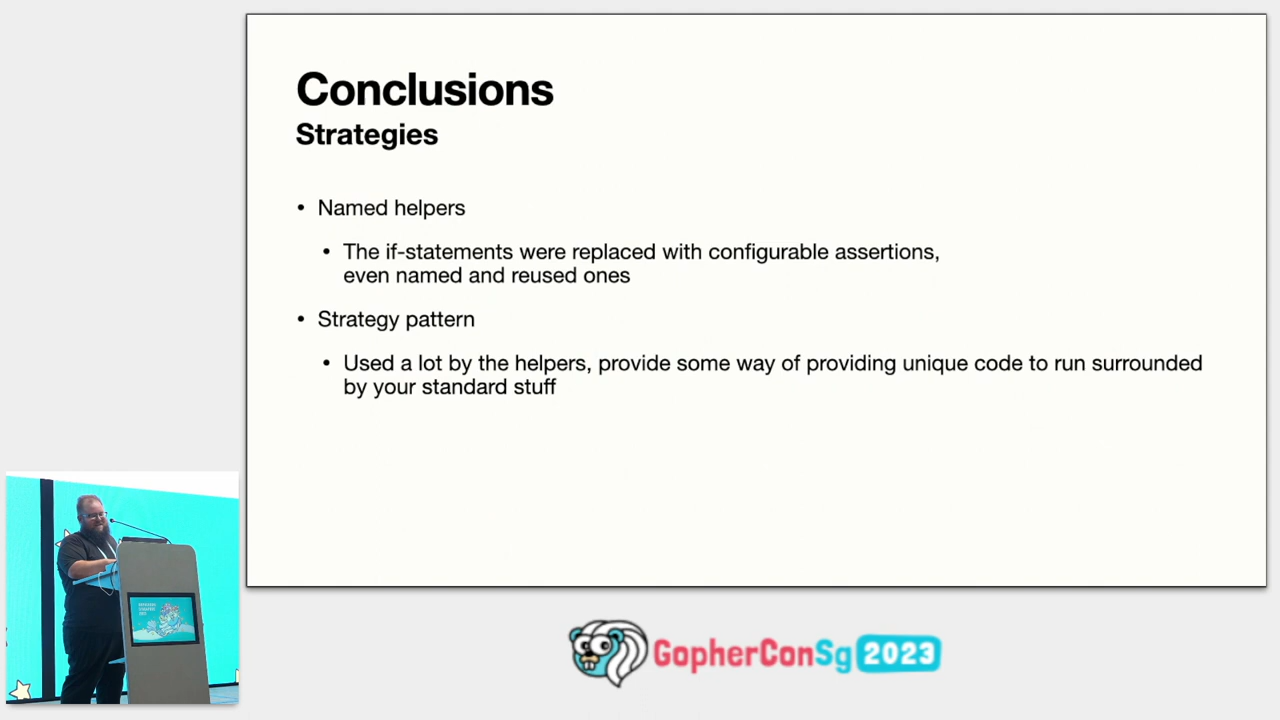 Conclusions
Strategies
• Named helpers
• The if-statements were replaced with configurable assertions,
even named and reused ones
• Strategy pattern
• Used a lot by the helpers, provide some way of providing unique code to run surrounded
by your standard stuff
GopherConSg 2023